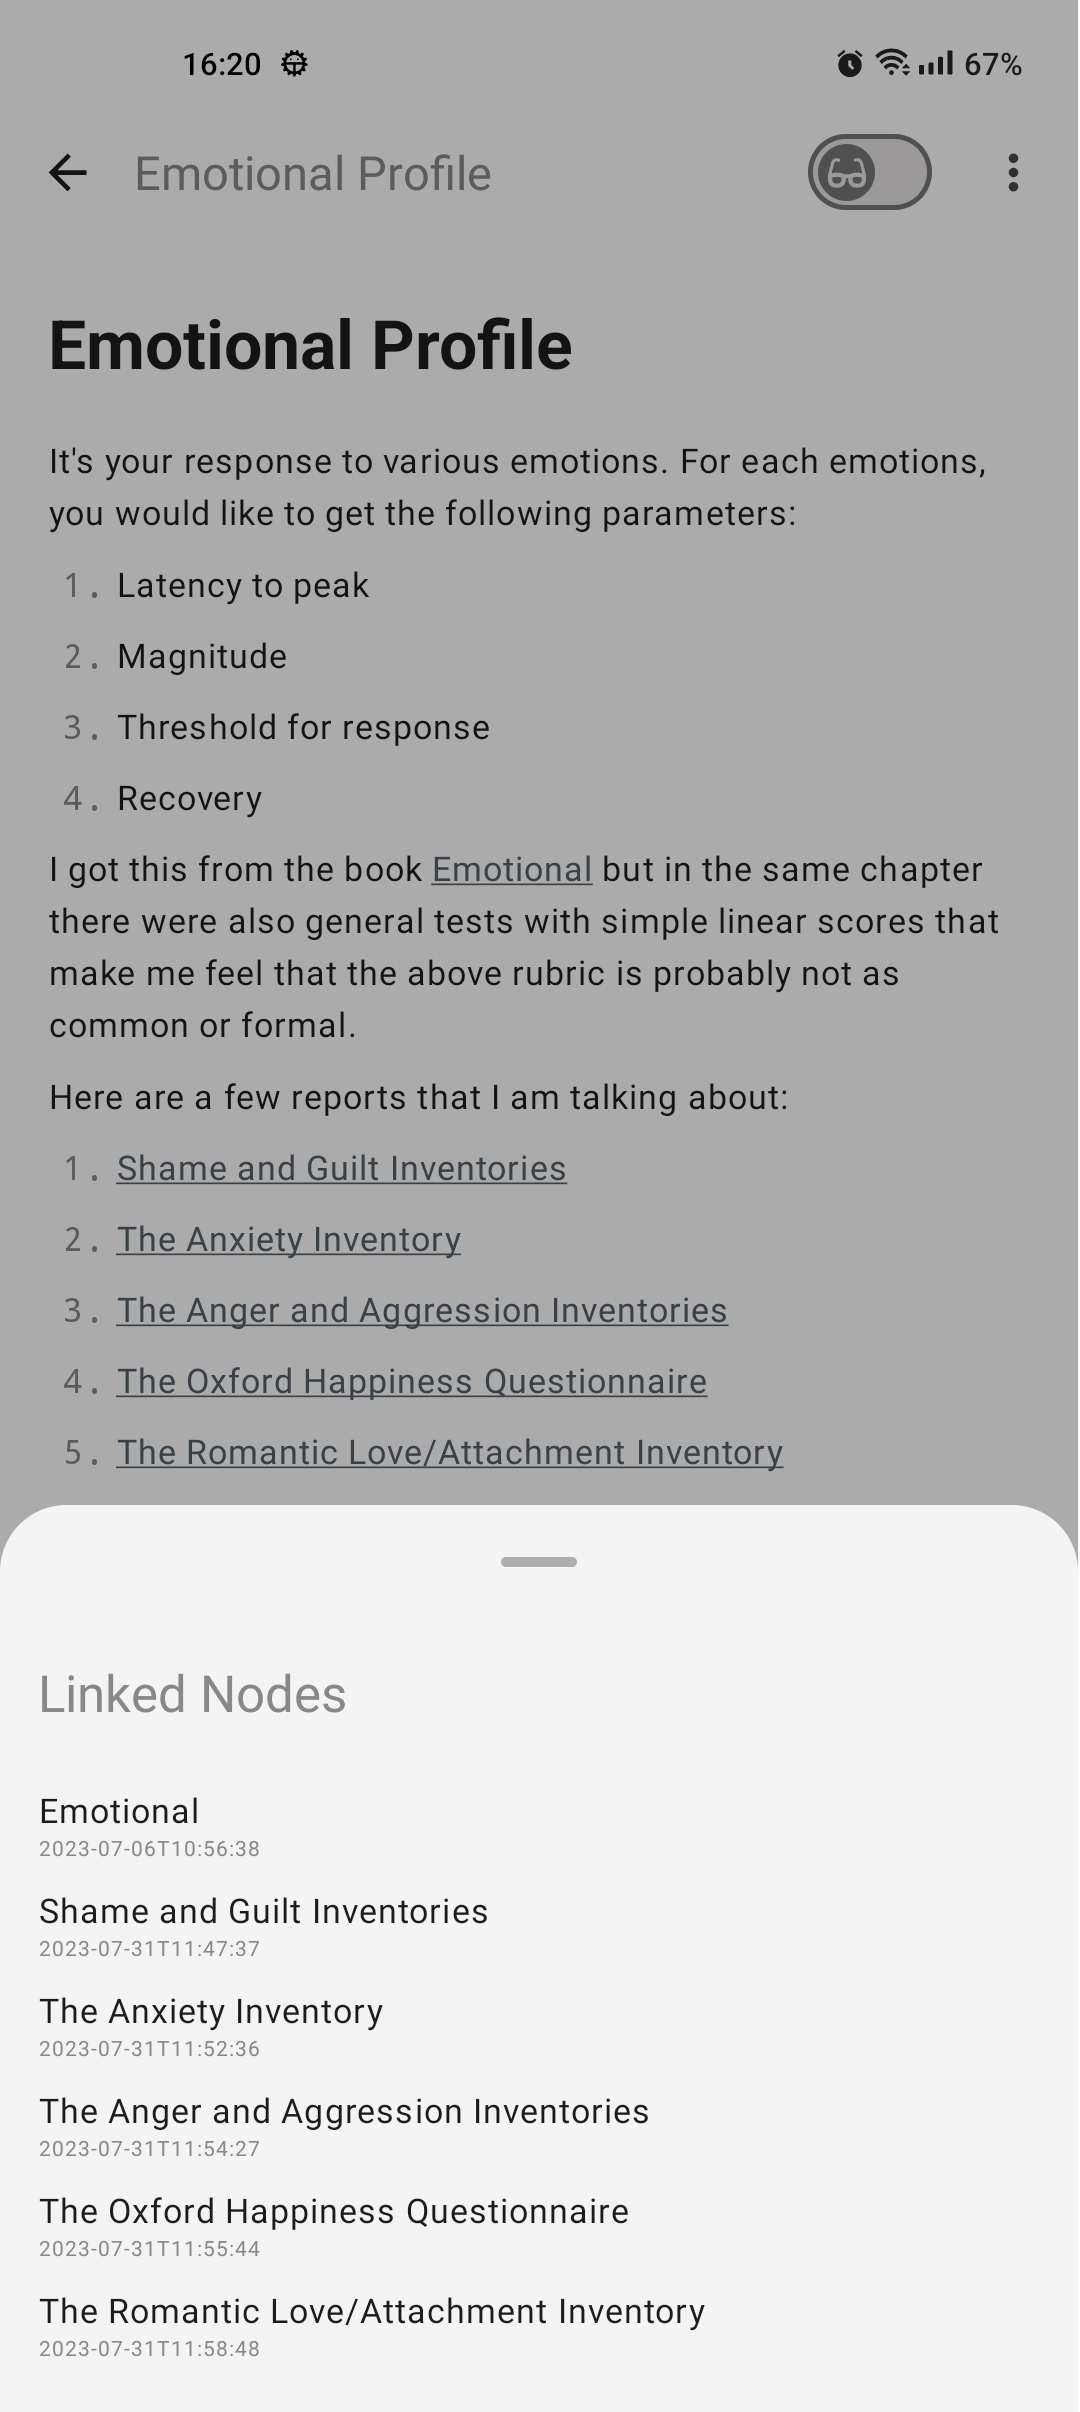 16:20
67%
Emotional Profile
Emotional Profile
It's your response to various emotions. For each emotions,
you would like to get the following parameters:
1. Latency to peak
2. Magnitude
3. Threshold for response
4. Recovery
I got this from the book Emotional but in the same chapter
there were also general tests with simple linear scores that
make me feel that the above rubric is probably not as
common or formal.
Here are a few reports that I am talking about:
1. Shame and Guilt Inventories
2. The Anxiety Inventory
3. The Anger and Aggression Inventories
4. The Oxford Happiness Questionnaire
5. The Romantic Love/Attachment Inventory
Linked Nodes
Emotional
2023-07-06T10:56:38
Shame and Guilt Inventories
2023-07-31T11:47:37
The Anxiety Inventory
2023-07-31T11:52:36
The Anger and Aggression Inventories
2023-07-31T11:54:27
The Oxford Happiness Questionnaire
2023-07-31T11:55:44
The Romantic Love/Attachment Inventory
2023-07-31T11:58:48